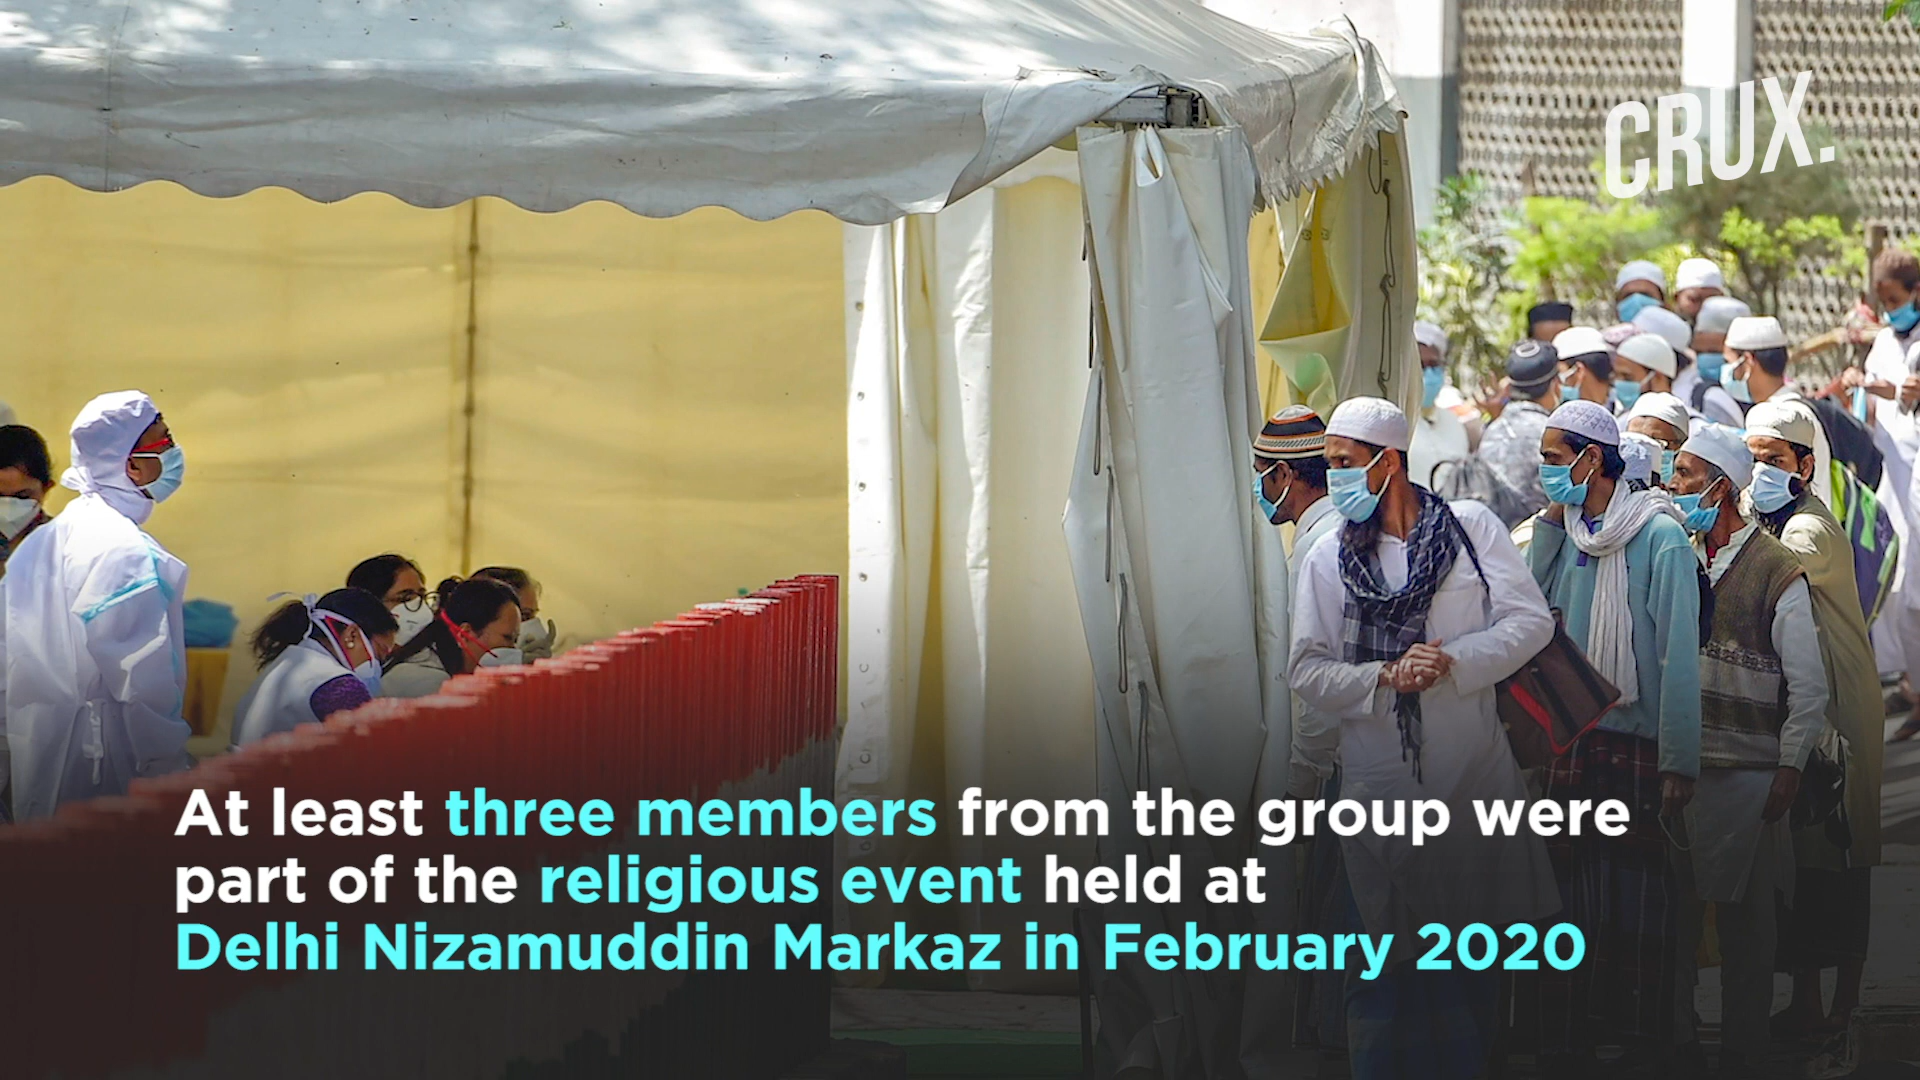 CRUX.
At least three members from the group were
part of the religious event held at
Delhi Nizamuddin Markaz in February 2020